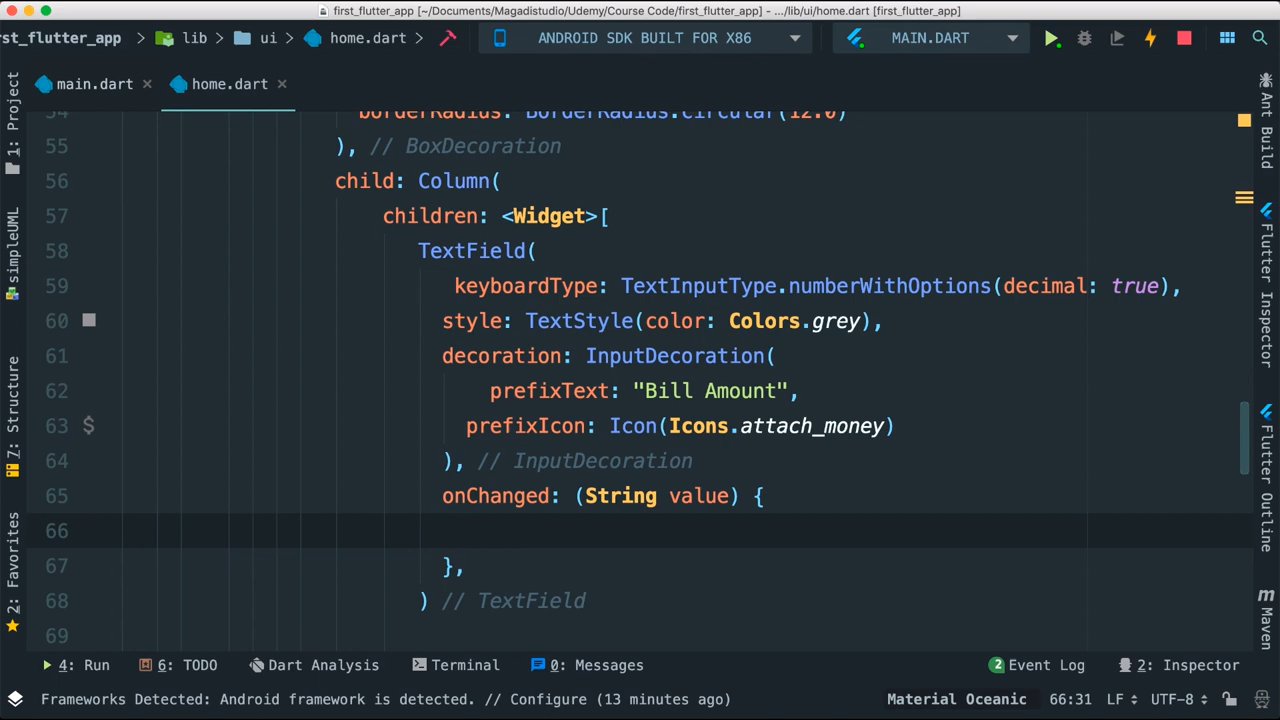 first_flutter_app [~/Documents/Magadistudio/Udemy/Course Code/first_flutter_app] - .../lib/ui/home.dart [first_flutter_app]
rst_flutter_app lib ui home.dart ANDROID SDK BUILT FOR X86 MAIN.DART
main.dart home.dart
54 borderRadius: BorderRadius.circular(12.0)
55 ), // BoxDecoration
56 child: Column(
57 children: <Widget>[
58 TextField(
59 keyboardType: TextInputType.numberWithOptions(decimal: true),
60 style: TextStyle(color: Colors.grey),
61 decoration: InputDecoration(
62 prefixText: "Bill Amount",
63 $ prefixIcon: Icon(Icons.attach_money)
64 ), // InputDecoration
65 onChanged: (String value) {
66
67 },
68 ) // TextField
69
1: Project
simpleUML
7: Structure
2: Favorites
Ant Build
Flutter Inspector
Flutter Outline
m Maven
4: Run 6: TODO Dart Analysis Terminal 0: Messages 2 Event Log 2: Inspector
Frameworks Detected: Android framework is detected. // Configure (13 minutes ago) Material Oceanic 66:31 LF UTF-8